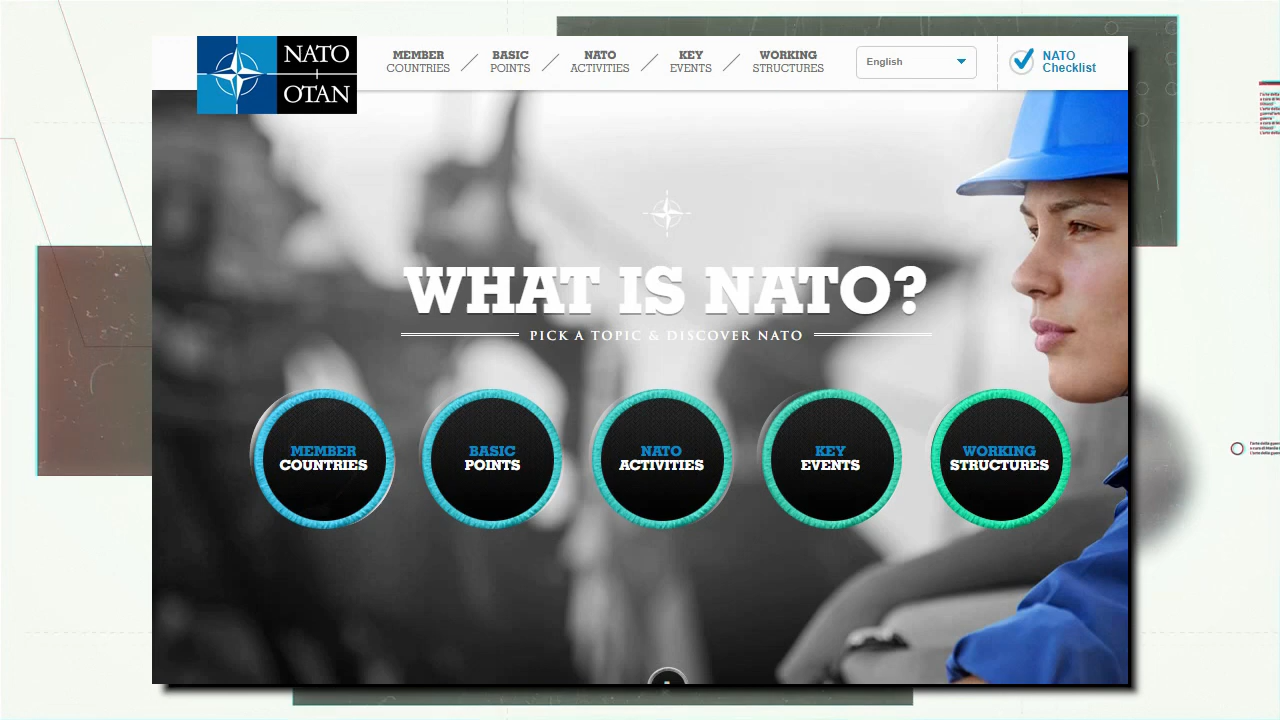 NATO
OTAN
MEMBER
COUNTRIES
BASIC
POINTS
NATO
ACTIVITIES
KEY
EVENTS
WORKING
STRUCTURES
English
NATO
Checklist
WHAT IS NATO?
PICK A TOPIC & DISCOVER NATO
MEMBER
COUNTRIES
BASIC
POINTS
NATO
ACTIVITIES
KEY
EVENTS
WORKING
STRUCTURES